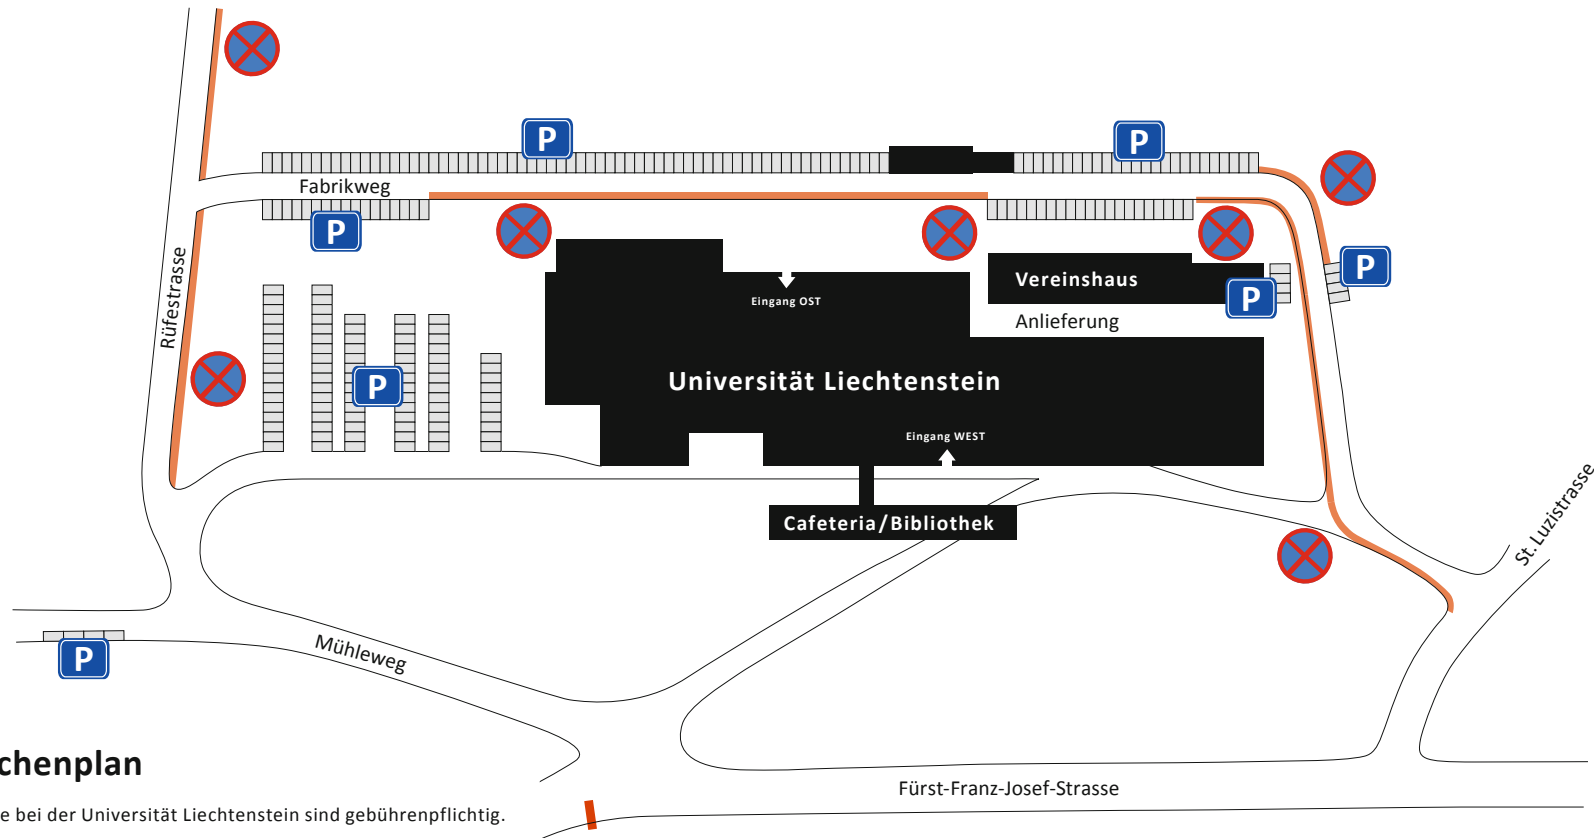 P
P
Fabrikweg
P
Rüfestrasse
Eingang OST
Vereinshaus
P
P
Anlieferung
Universität Liechtenstein
P
Eingang WEST
Cafeteria/Bibliothek
St. Luzistrasse
Mühleweg
P
chenplan
Fürst-Franz-Josef-Strasse
e bei der Universität Liechtenstein sind gebührenpflichtig.